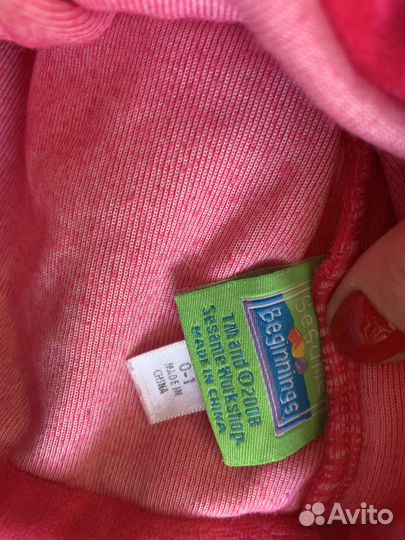 Sesame
Beginnings
TM and ©2008
Sesame Workshop.
MADE IN CHINA
0-1
MADE IN
CHINA
Avito